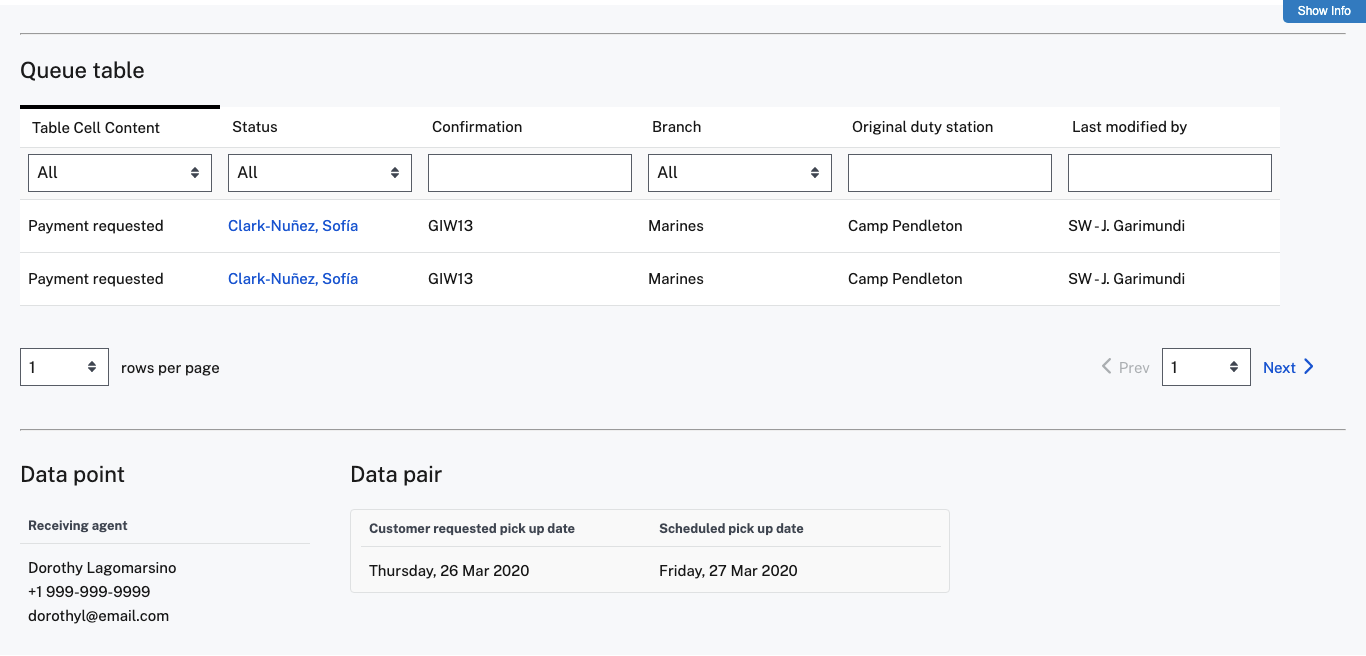 Show Info
Queue table
Table Cell Content Status Confirmation Branch Original duty station Last modified by
All All All
Payment requested Clark-Nuñez, Sofía GIW13 Marines Camp Pendleton SW - J. Garimundi
Payment requested Clark-Nuñez, Sofía GIW13 Marines Camp Pendleton SW - J. Garimundi
1 rows per page Prev 1 Next
Data point
Receiving agent
Dorothy Lagomarsino
+1 999-999-9999
dorothyl@email.com
Data pair
Customer requested pick up date Scheduled pick up date
Thursday, 26 Mar 2020 Friday, 27 Mar 2020